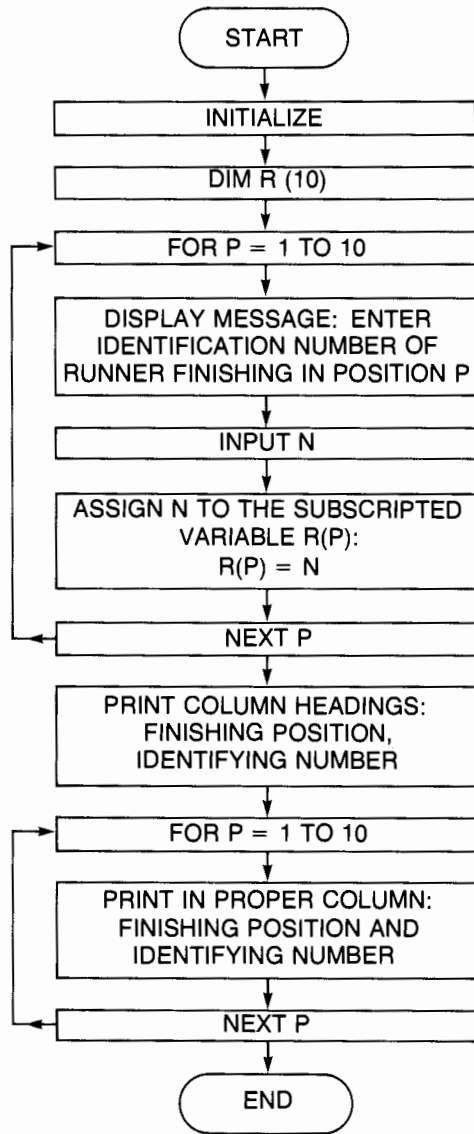 START
INITIALIZE
DIM R (10)
FOR P = 1 TO 10
DISPLAY MESSAGE: ENTER
IDENTIFICATION NUMBER OF
RUNNER FINISHING IN POSITION P
INPUT N
ASSIGN N TO THE SUBSCRIPTED
VARIABLE R(P):
R(P) = N
NEXT P
PRINT COLUMN HEADINGS:
FINISHING POSITION,
IDENTIFYING NUMBER
FOR P = 1 TO 10
PRINT IN PROPER COLUMN:
FINISHING POSITION AND
IDENTIFYING NUMBER
NEXT P
END